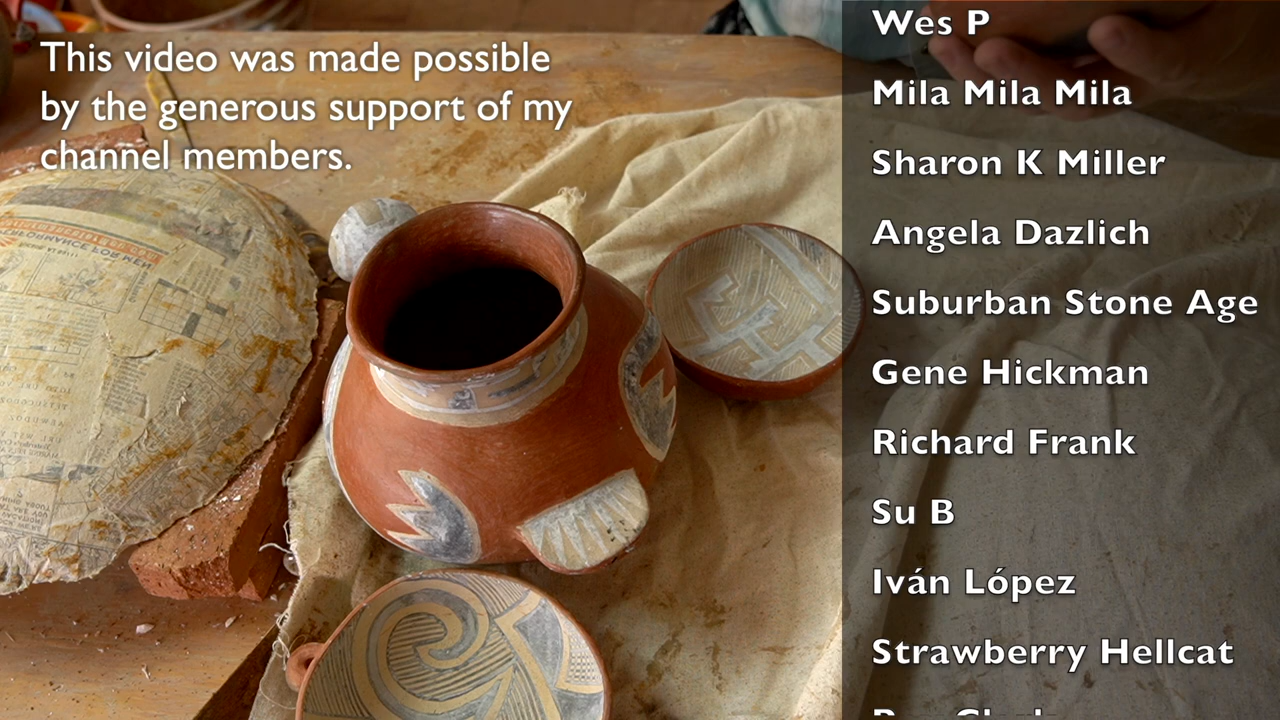 This video was made possible
by the generous support of my
channel members.
Wes P
Mila Mila Mila
Sharon K Miller
Angela Dazlich
Suburban Stone Age
Gene Hickman
Richard Frank
Su B
Iván López
Strawberry Hellcat